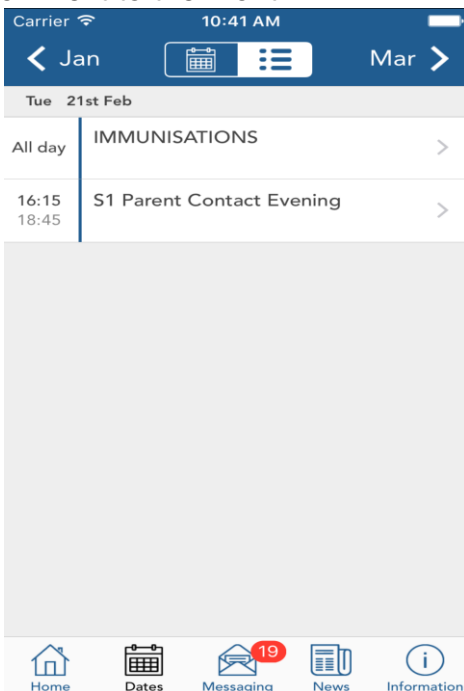 Carrier 10:41 AM
Jan Mar
Tue 21st Feb
All day IMMUNISATIONS
16:15 S1 Parent Contact Evening
18:45
19
Home Dates Messaging News Information